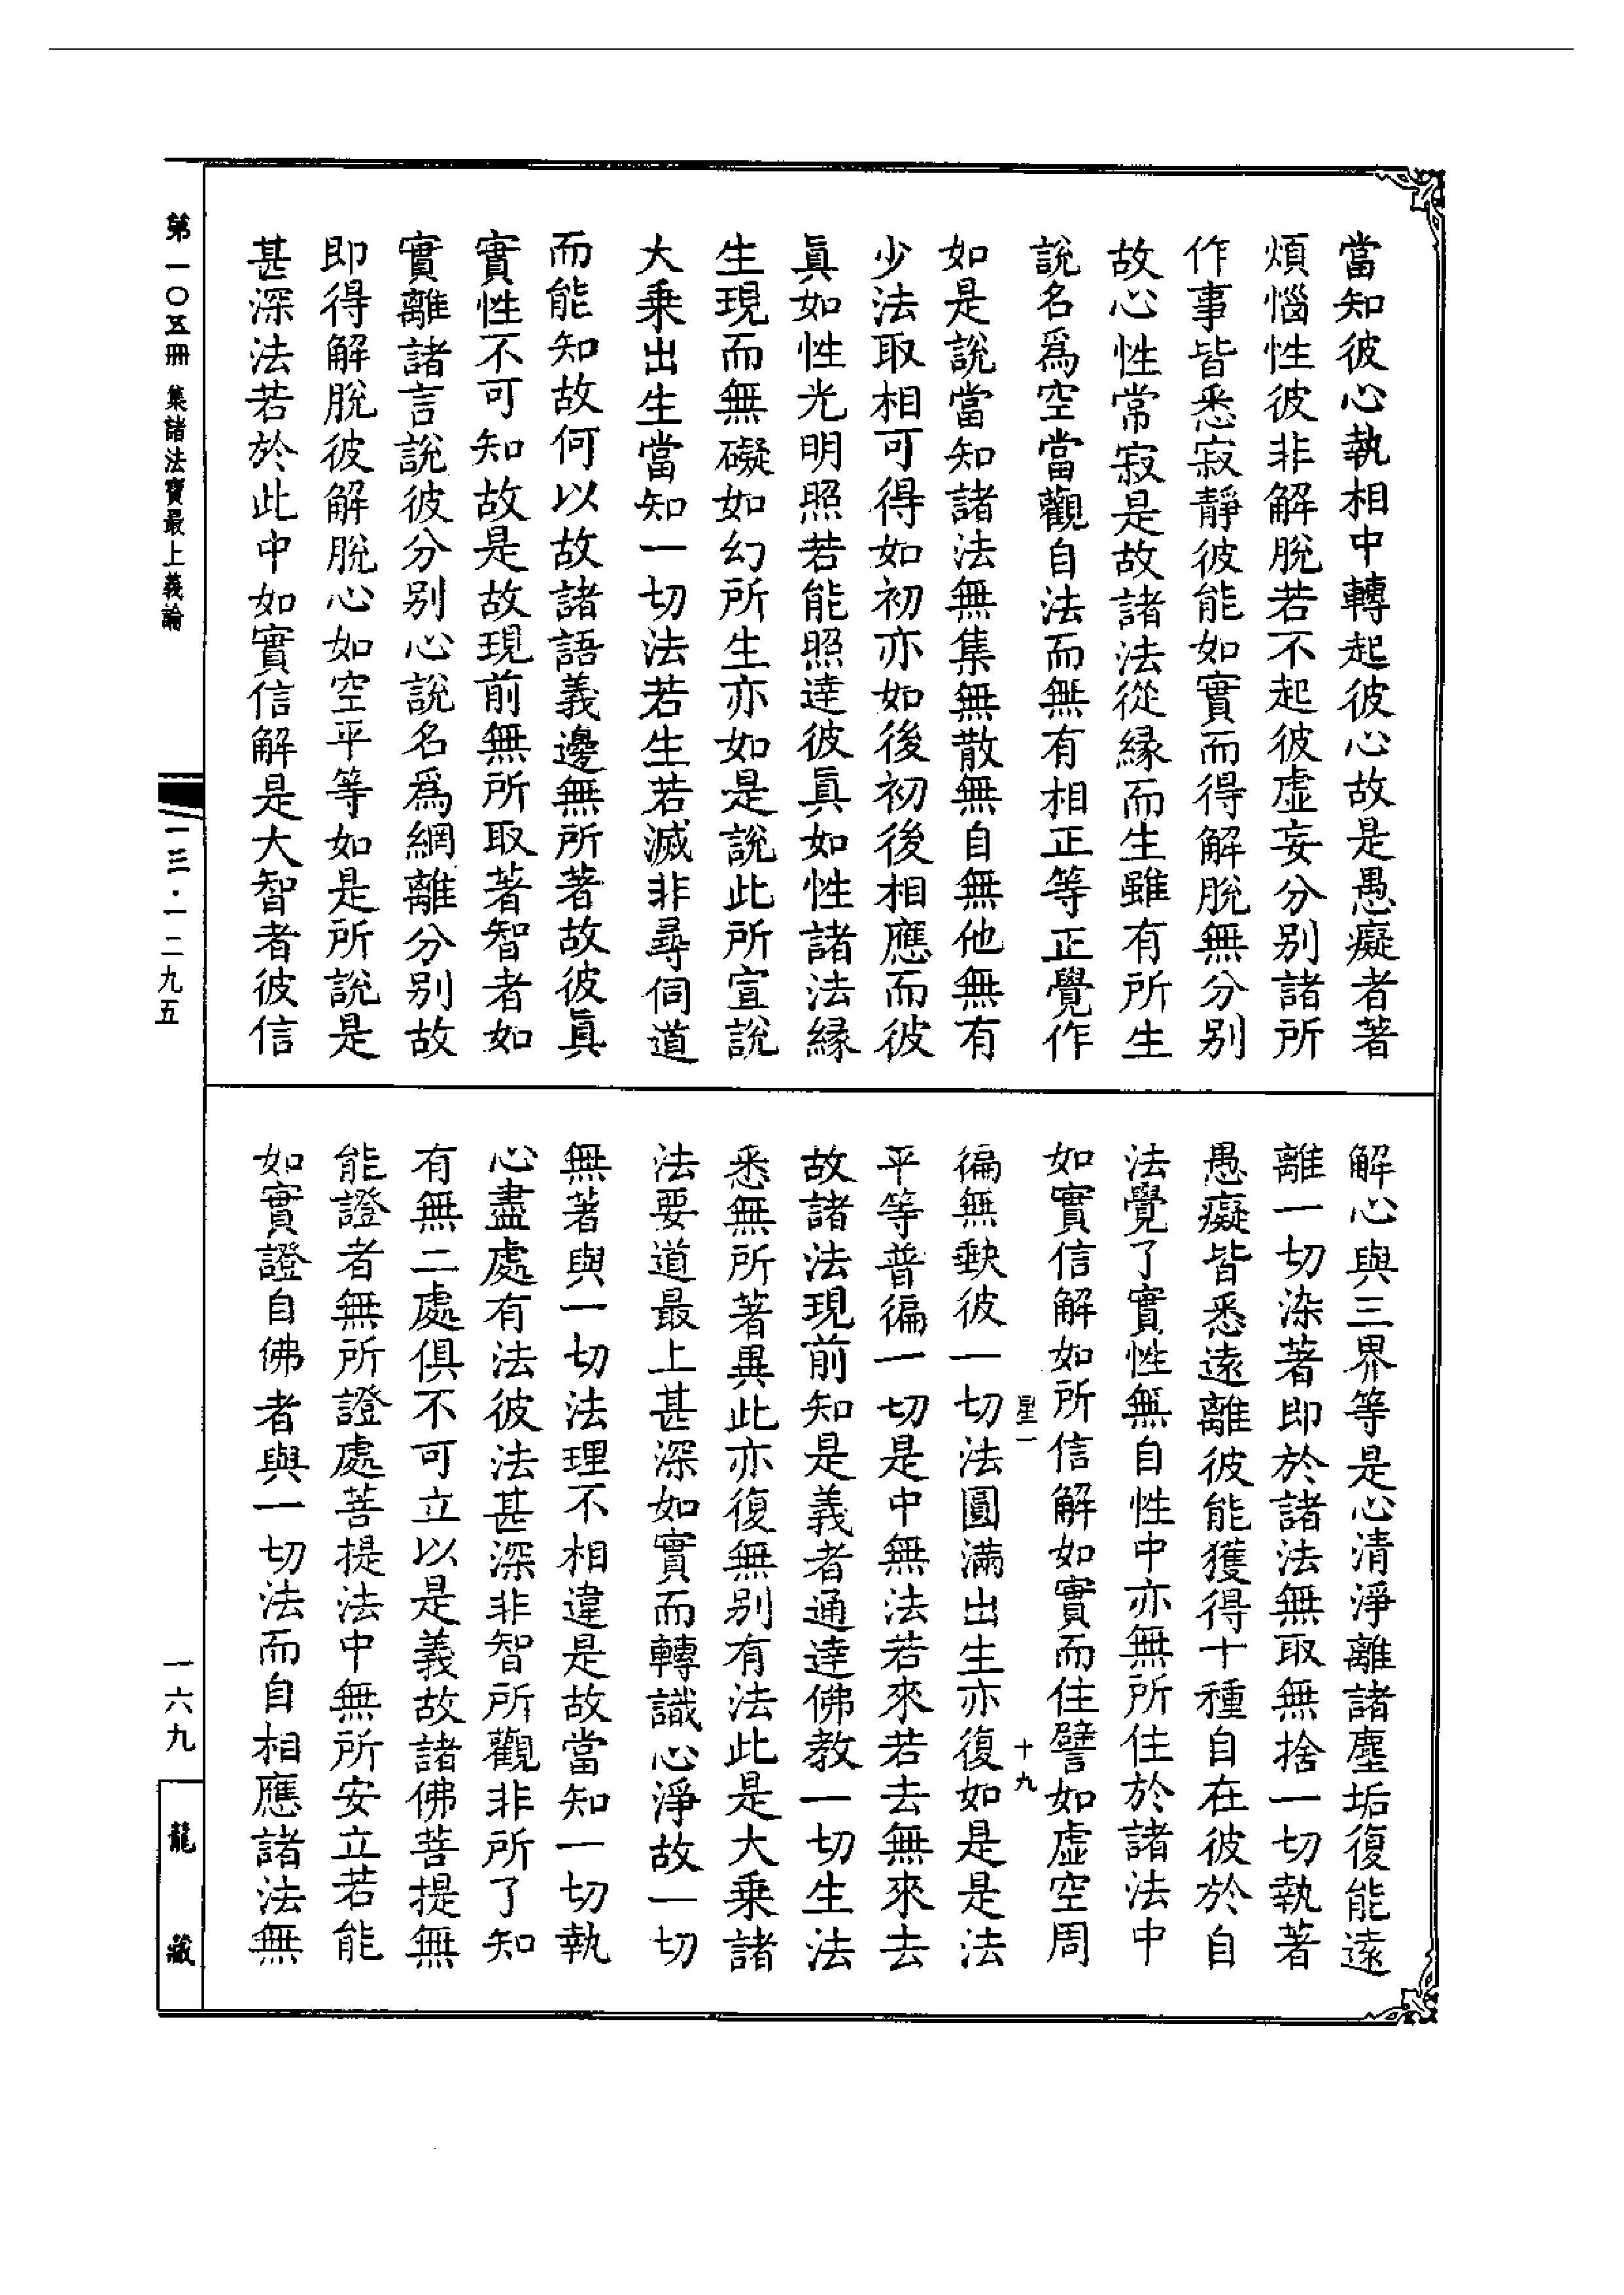 當知彼心執相中轉起彼心故是愚癡者著
煩惱性彼非解脫若不起彼虛妄分別諸所
作事皆悉寂靜彼能如實而得解脫無分別
故心性常寂是故諸法從緣而生雖有所生
說名爲空當觀自法而無有相正等正覺作
如是說當知諸法無集無散無自無他無有
少法取相可得如初亦如後初後相應而彼
眞如性光明照若能照達彼眞如性諸法緣
生現而無礙如幻所生亦如是說此所宣說
大乘出生當知一切法若生若滅非尋伺道
而能知故何以故諸語義邊無所著故彼眞
實性不可知故是故現前無所取著智者如
實離諸言說彼分別心說名爲網離分別故
即得解脫彼解脫心如空平等如是所說是
甚深法若於此中如實信解是大智者彼信
解心與三界等是心清淨離諸塵垢復能遠
離一切染著即於諸法無取無捨一切執著
愚癡皆悉遠離彼能獲得十種自在彼於自
法覺了實性無自性中亦無所住於諸法中
如實信解如所信解如實而住譬如虛空周
星一 十九
徧無缺彼一切法圓滿出生亦復如是是法
平等普徧一切是中無法若來若去無來去
故諸法現前知是義者通達佛教一切生法
悉無所著異此亦復無別有法此是大乘諸
法要道最上甚深如實而轉識心淨故一切
無著與一切法理不相違是故當知一切執
心盡處有法彼法甚深非智所觀非所了知
有無二處俱不可立以是義故諸佛菩提無
能證者無所證處菩提法中無所安立若能
如實證自佛者與一切法而自相應諸法無
第一〇五冊 集諸法寶最上義論
一三·一二九五
一六九
龍藏